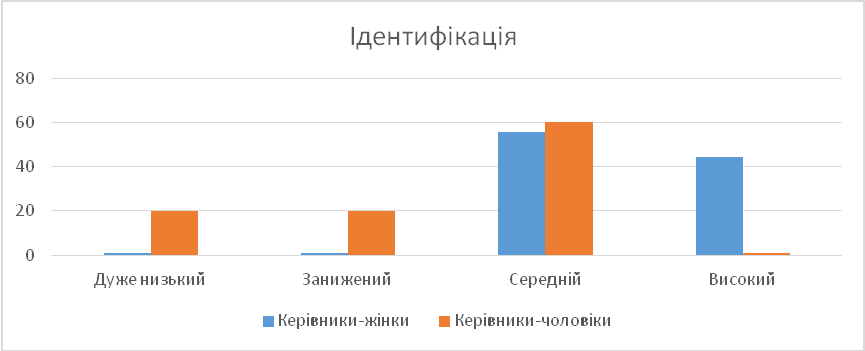 Ідентифікація
80
60
40
20
0
Дуже низький Занижений Середній Високий
Керівники-жінки Керівники-чоловіки